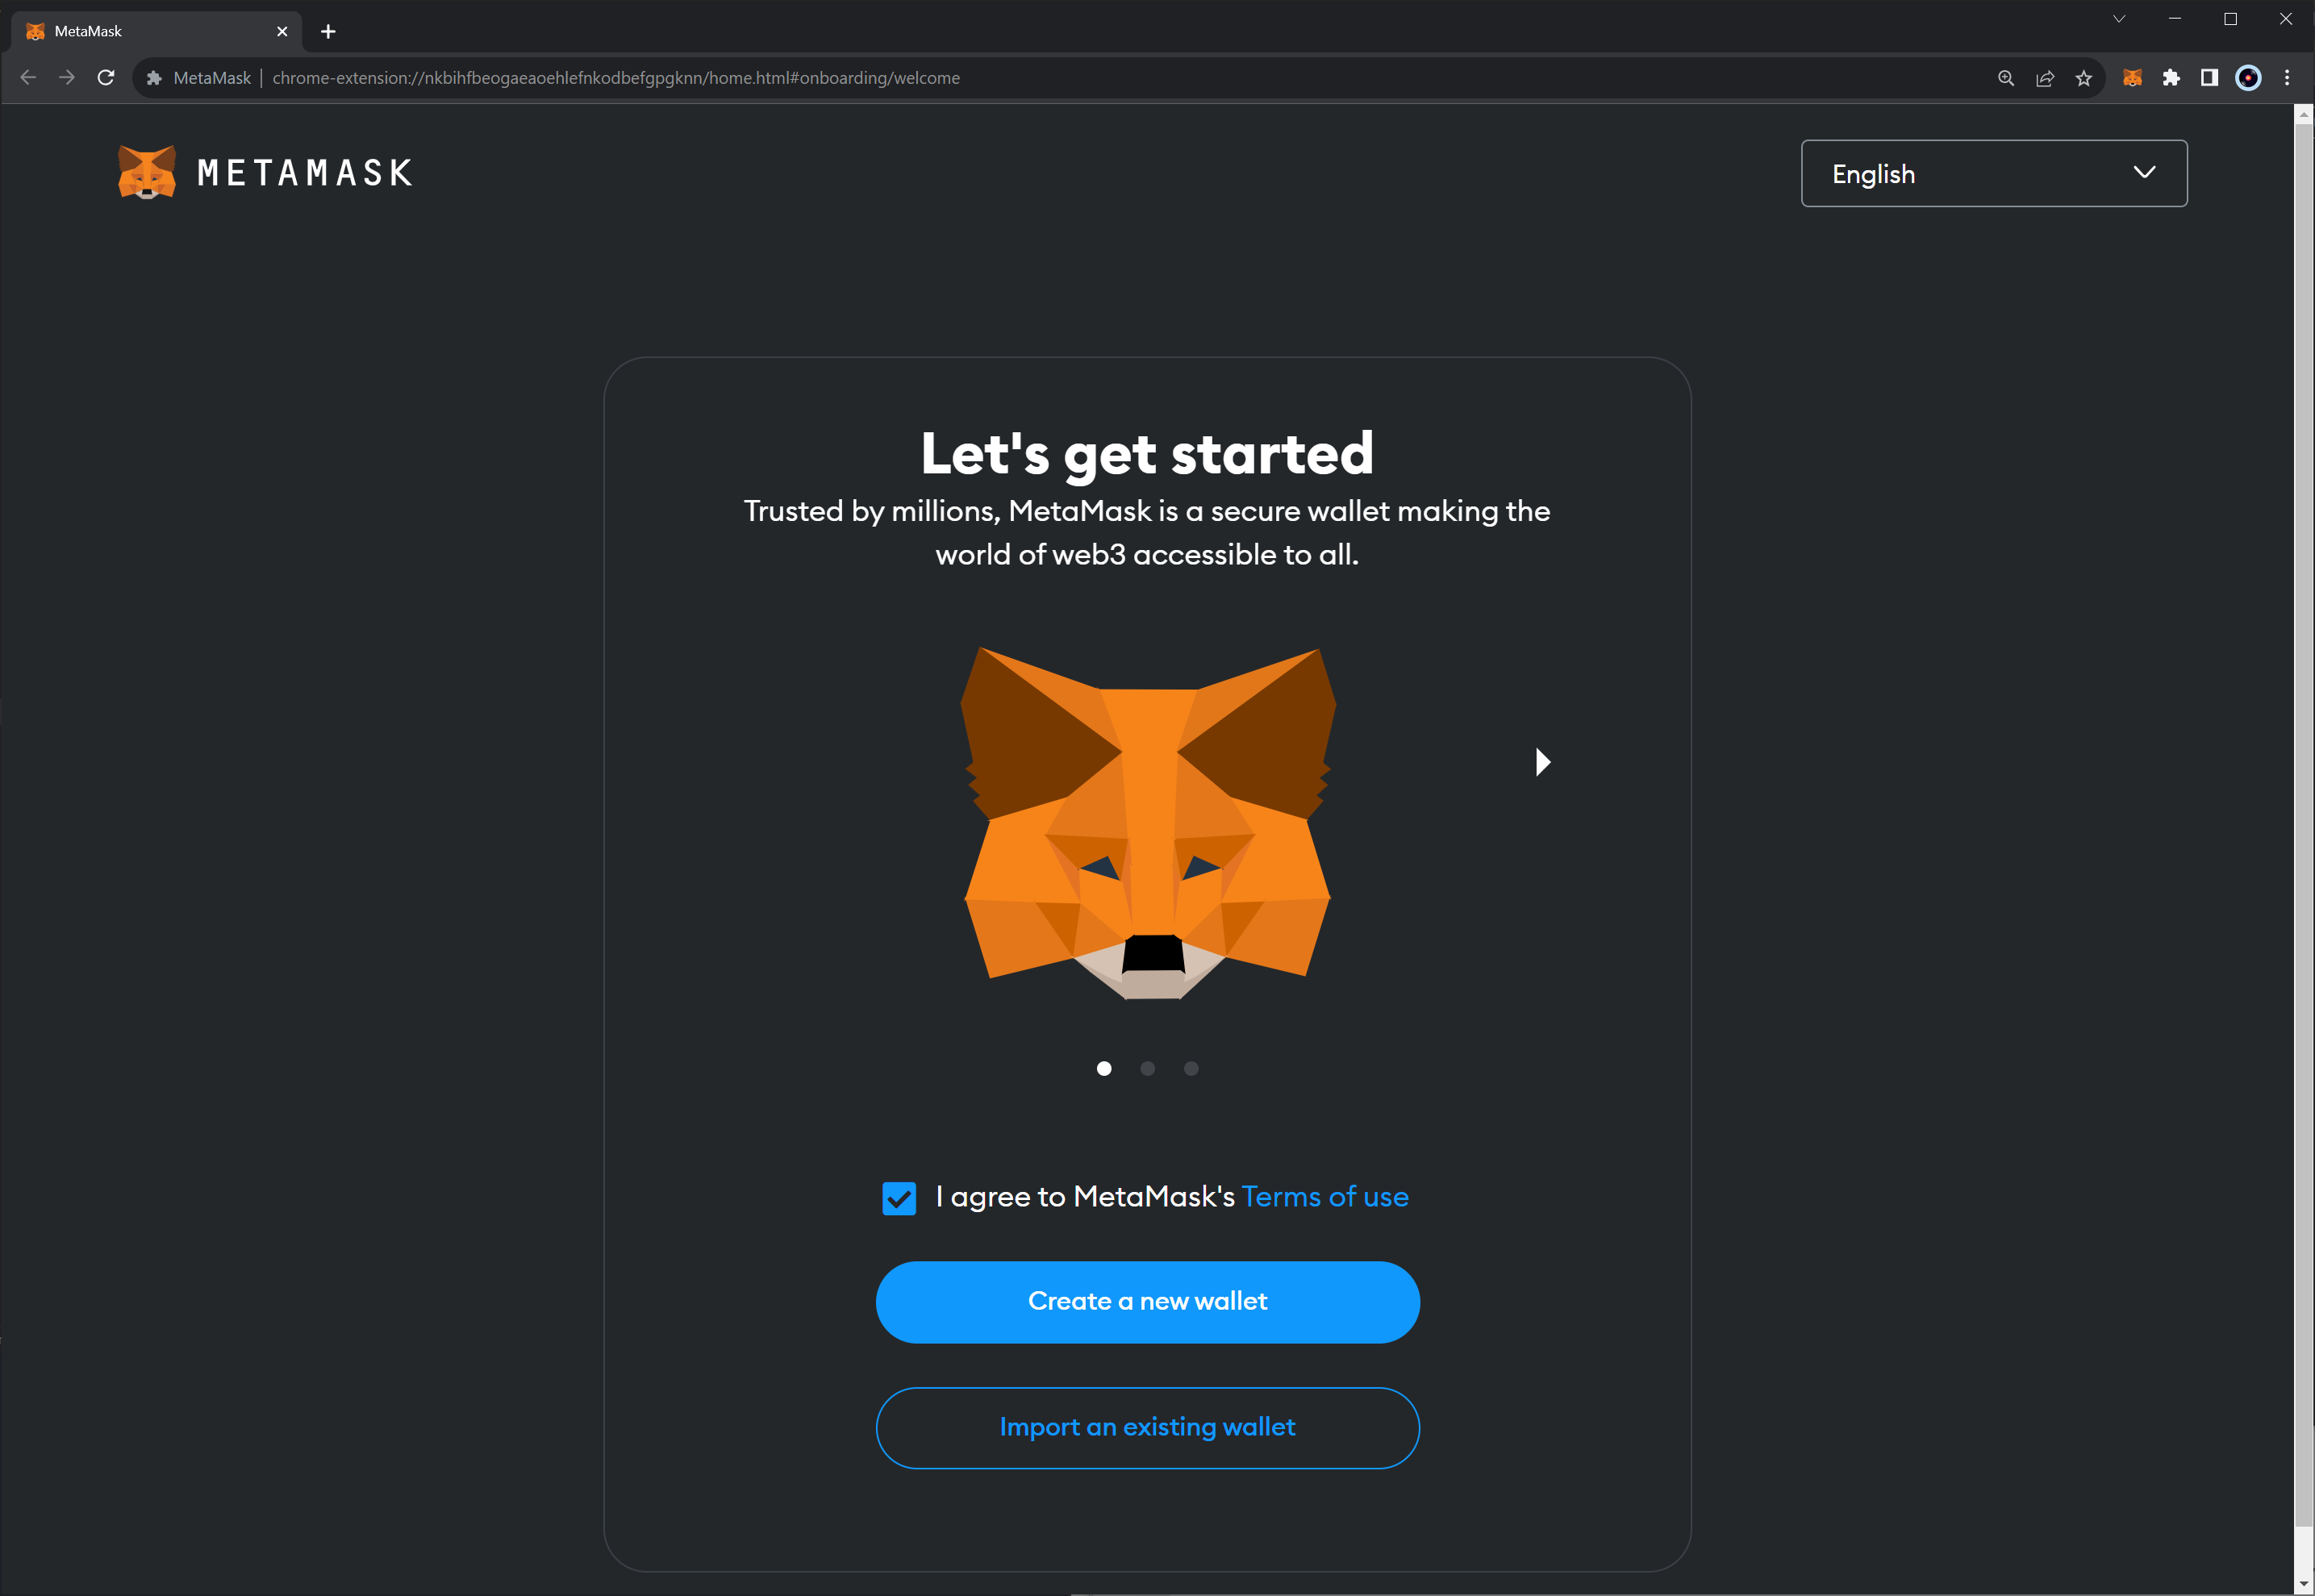 MetaMask
MetaMask | chrome-extension://nkbihfbeogaeaoehlefnkodbefgpgknn/home.html#onboarding/welcome
METAMASK
English
Let's get started
Trusted by millions, MetaMask is a secure wallet making the
world of web3 accessible to all.
I agree to MetaMask's Terms of use
Create a new wallet
Import an existing wallet